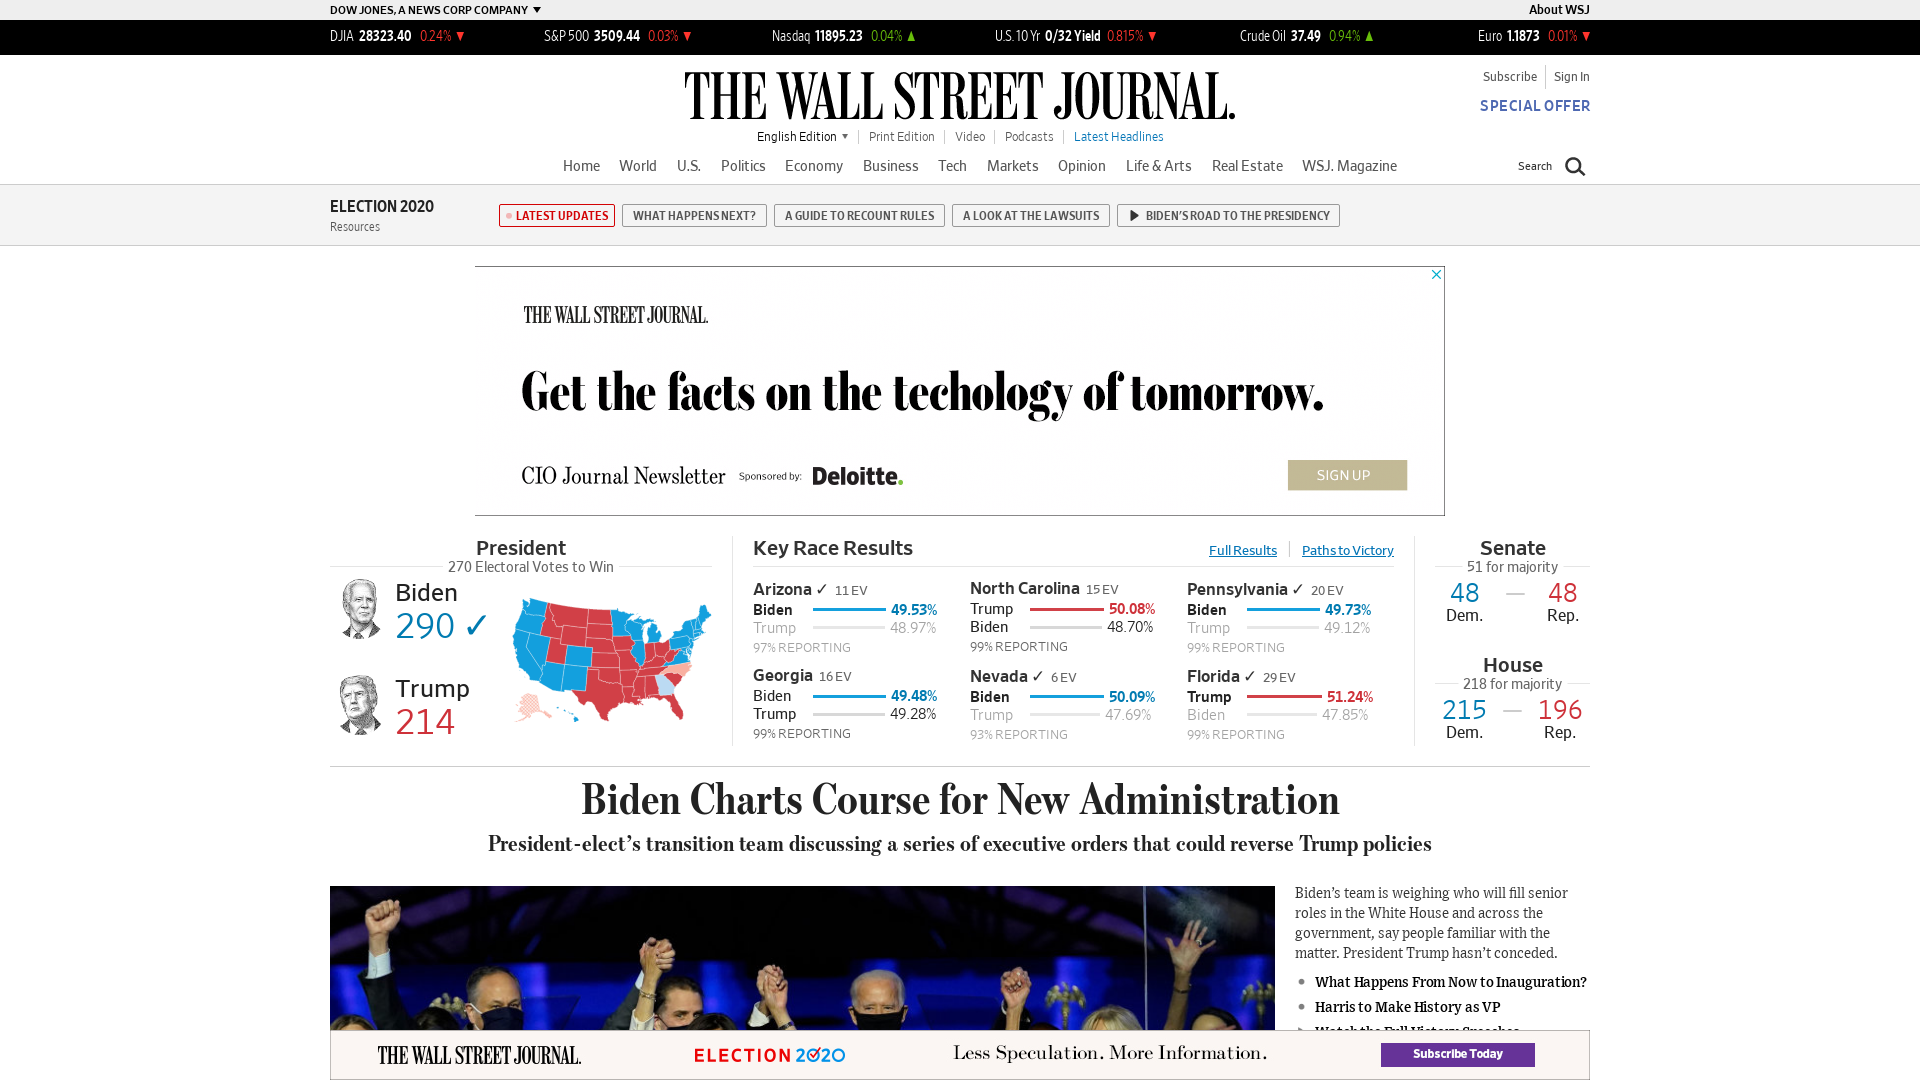 DOW JONES, A NEWS CORP COMPANY
About WSJ
DJIA 28323.40 0.24% ▼
S&P 500 3509.44 0.03% ▼
Nasdaq 11895.23 0.04% ▲
U.S. 10 Yr 0/32 Yield 0.815% ▼
Crude Oil 37.49 0.94% ▲
Euro 1.1873 0.01% ▼
THE WALL STREET JOURNAL.
Subscribe
Sign In
SPECIAL OFFER
English Edition
Print Edition
Video
Podcasts
Latest Headlines
Home World U.S. Politics Economy Business Tech Markets Opinion Life & Arts Real Estate WSJ. Magazine
Search
ELECTION 2020
Resources
LATEST UPDATES
WHAT HAPPENS NEXT?
A GUIDE TO RECOUNT RULES
A LOOK AT THE LAWSUITS
BIDEN'S ROAD TO THE PRESIDENCY
THE WALL STREET JOURNAL.
Get the facts on the techology of tomorrow.
CIO Journal Newsletter
Sponsored by:
Deloitte.
SIGN UP
President
270 Electoral Votes to Win
Biden
290 ✓
Trump
214
Key Race Results
Full Results
Paths to Victory
Arizona ✓ 11 EV
Biden 49.53%
Trump 48.97%
97% REPORTING
North Carolina 15 EV
Trump 50.08%
Biden 48.70%
99% REPORTING
Pennsylvania ✓ 20 EV
Biden 49.73%
Trump 49.12%
99% REPORTING
Georgia 16 EV
Biden 49.48%
Trump 49.28%
99% REPORTING
Nevada ✓ 6 EV
Biden 50.09%
Trump 47.69%
93% REPORTING
Florida ✓ 29 EV
Trump 51.24%
Biden 47.85%
99% REPORTING
Senate
51 for majority
48 — 48
Dem. Rep.
House
218 for majority
215 — 196
Dem. Rep.
Biden Charts Course for New Administration
President-elect's transition team discussing a series of executive orders that could reverse Trump policies
Biden's team is weighing who will fill senior
roles in the White House and across the
government, say people familiar with the
matter. President Trump hasn't conceded.
What Happens From Now to Inauguration?
Harris to Make History as VP
Watch the Full Victory Speeches
THE WALL STREET JOURNAL.
ELECTION 2020
Less Speculation. More Information.
Subscribe Today